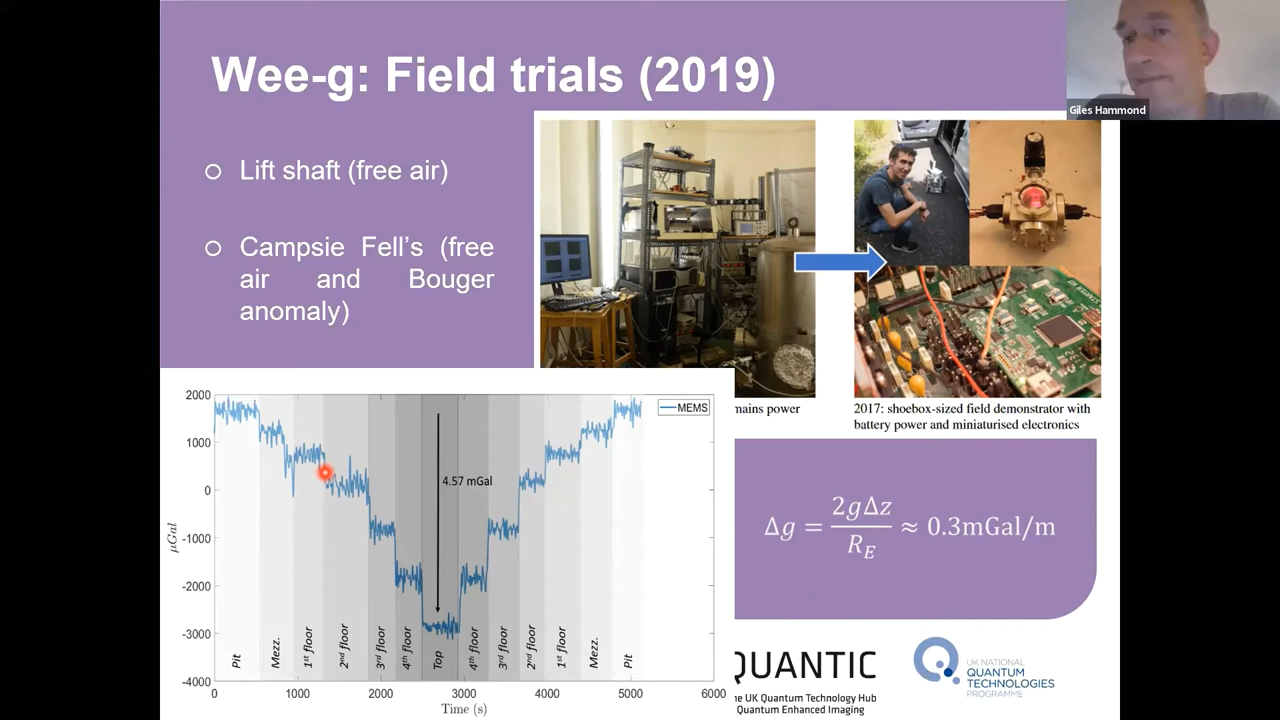 Wee-g: Field trials (2019)
Giles Hammond
Lift shaft (free air)
Campsie Fell's (free
air and Bouger
anomaly)
mains power
2017: shoebox-sized field demonstrator with
battery power and miniaturised electronics
2000
1000
0
-1000
-2000
-3000
-4000
μGal
MEMS
4.57 mGal
Pit
Mezz.
1st floor
2nd floor
3rd floor
4th floor
Top
4th floor
3rd floor
2nd floor
1st floor
Mezz.
Pit
0 1000 2000 3000 4000 5000 6000
Time (s)
Δg = 2gΔz / R_E ≈ 0.3mGal/m
QUANTIC
he UK Quantum Technology Hub
Quantum Enhanced Imaging
UK NATIONAL
QUANTUM
TECHNOLOGIES
PROGRAMME